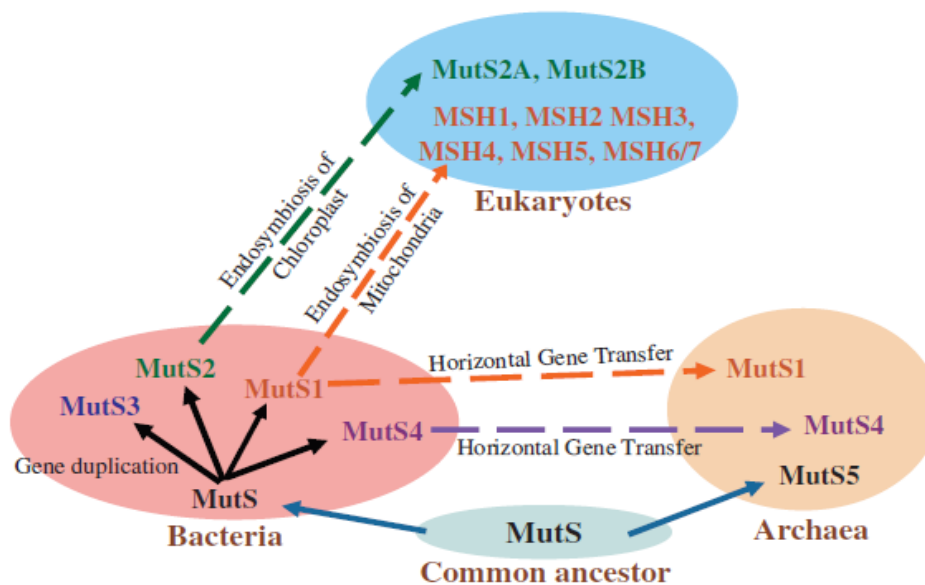 MutS2A, MutS2B
MSH1, MSH2 MSH3,
MSH4, MSH5, MSH6/7
Eukaryotes
Endosymbiosis of
Chloroplast
Endosymbiosis of
Mitochondria
MutS2
MutS1
MutS3
MutS4
Gene duplication
MutS
Bacteria
Horizontal Gene Transfer
Horizontal Gene Transfer
MutS1
MutS4
MutS5
Archaea
MutS
Common ancestor